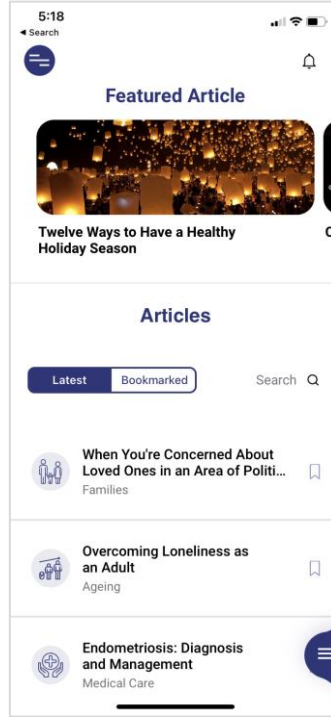 5:18
Search
Featured Article
Twelve Ways to Have a Healthy
Holiday Season
Articles
Latest
Bookmarked
Search
When You're Concerned About
Loved Ones in an Area of Politi...
Families
Overcoming Loneliness as
an Adult
Ageing
Endometriosis: Diagnosis
and Management
Medical Care